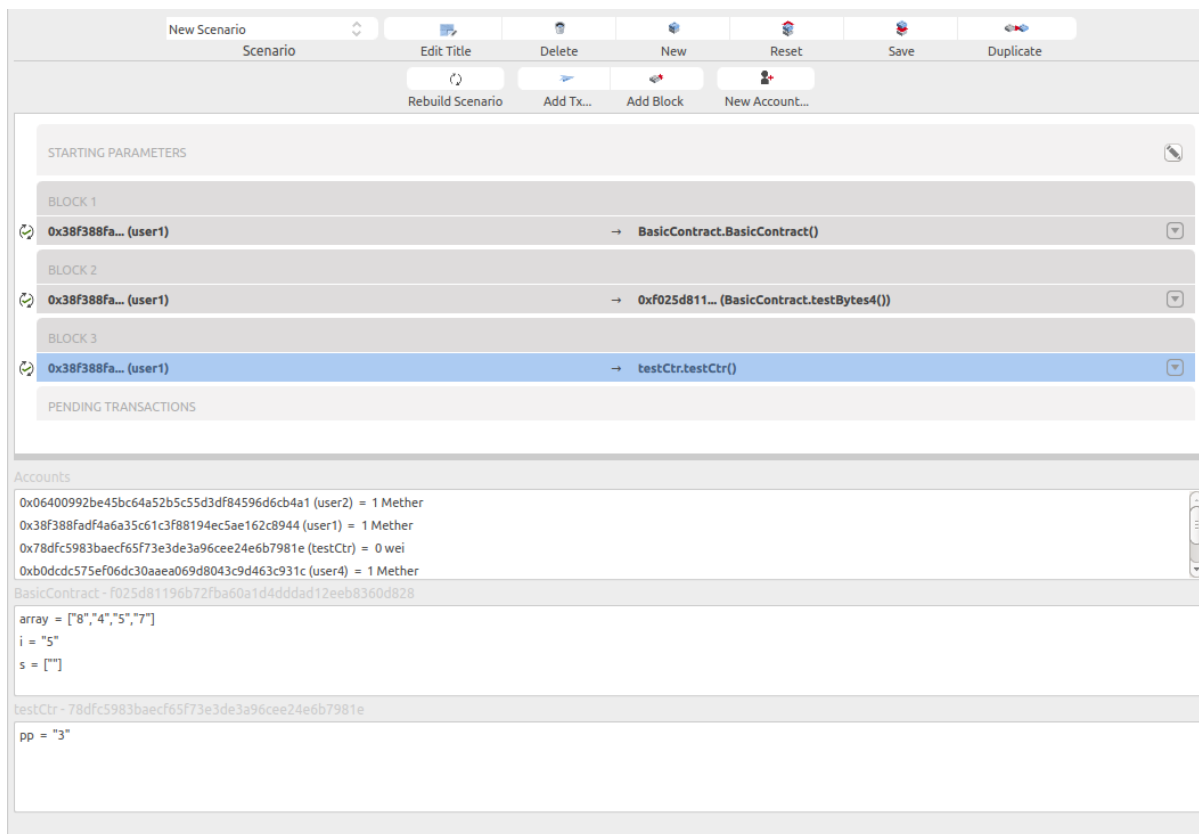 New Scenario
Scenario Edit Title Delete New Reset Save Duplicate
Rebuild Scenario Add Tx... Add Block New Account...
STARTING PARAMETERS
BLOCK 1
0x38f388fa... (user1) → BasicContract.BasicContract()
BLOCK 2
0x38f388fa... (user1) → 0xf025d811... (BasicContract.testBytes4())
BLOCK 3
0x38f388fa... (user1) → testCtr.testCtr()
PENDING TRANSACTIONS
Accounts
0x06400992be45bc64a52b5c55d3df84596d6cb4a1 (user2) = 1 Mether
0x38f388fadf4a6a35c61c3f88194ec5ae162c8944 (user1) = 1 Mether
0x78dfc5983baecf65f73e3de3a96cee24e6b7981e (testCtr) = 0 wei
0xb0dcdc575ef06dc30aaea069d8043c9d463c931c (user4) = 1 Mether
BasicContract - f025d81196b72fba60a1d4dddad12eeb8360d828
array = ["8","4","5","7"]
i = "5"
s = [""]
testCtr - 78dfc5983baecf65f73e3de3a96cee24e6b7981e
pp = "3"